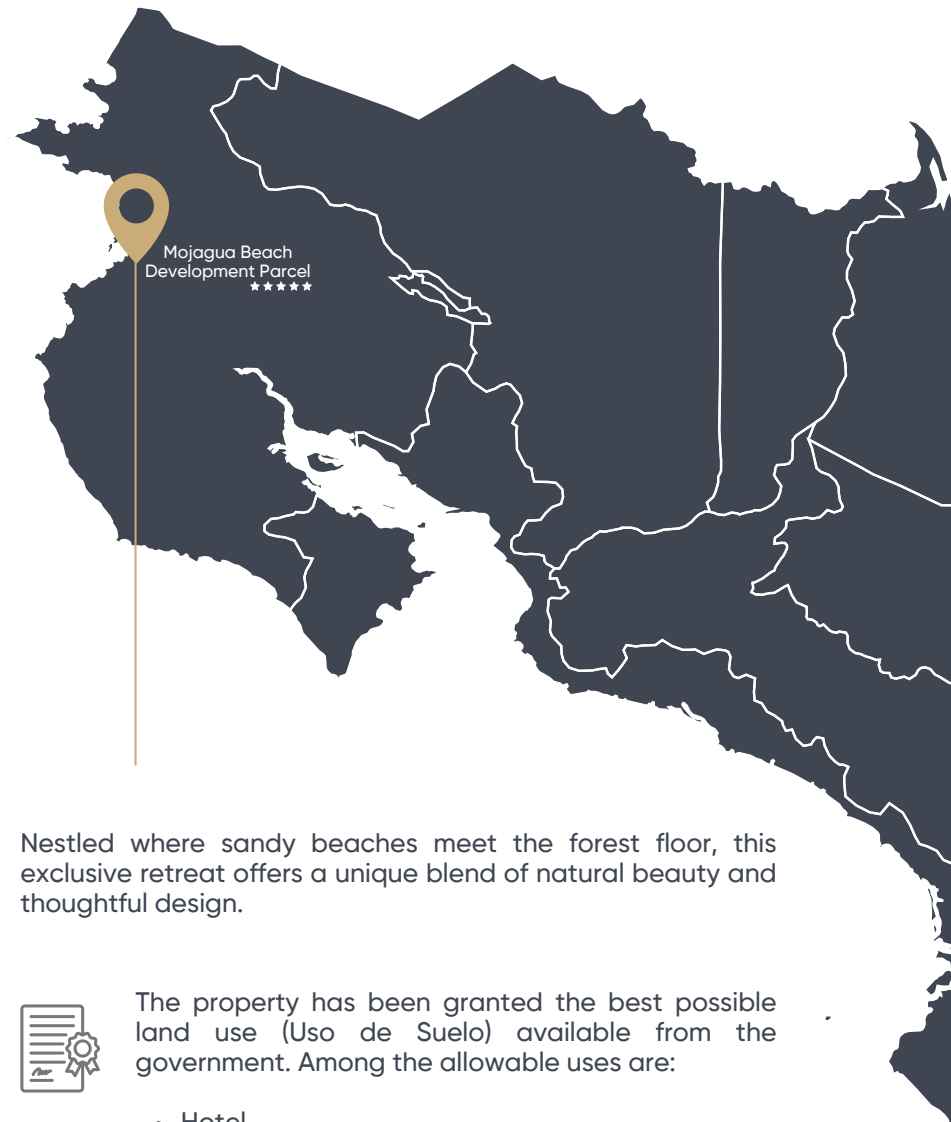 Mojagua Beach
Development Parcel
Nestled where sandy beaches meet the forest floor, this
exclusive retreat offers a unique blend of natural beauty and
thoughtful design.
The property has been granted the best possible
land use (Uso de Suelo) available from the
government. Among the allowable uses are:
• Hotel